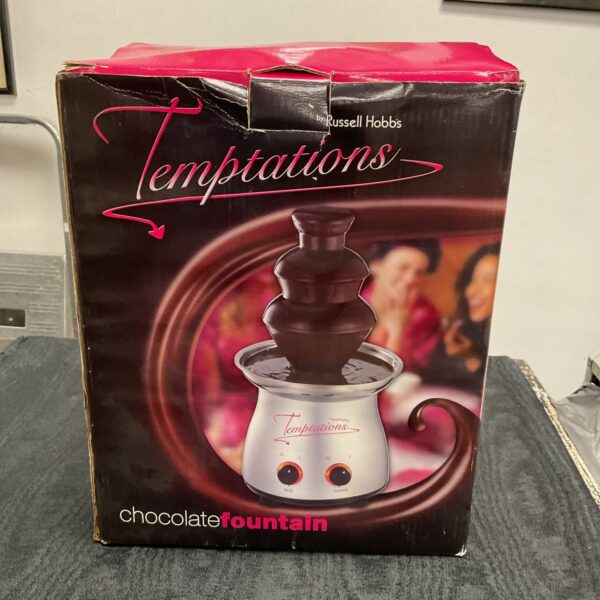 by Russell Hobbs
Temptations
Temptations
chocolatefountain